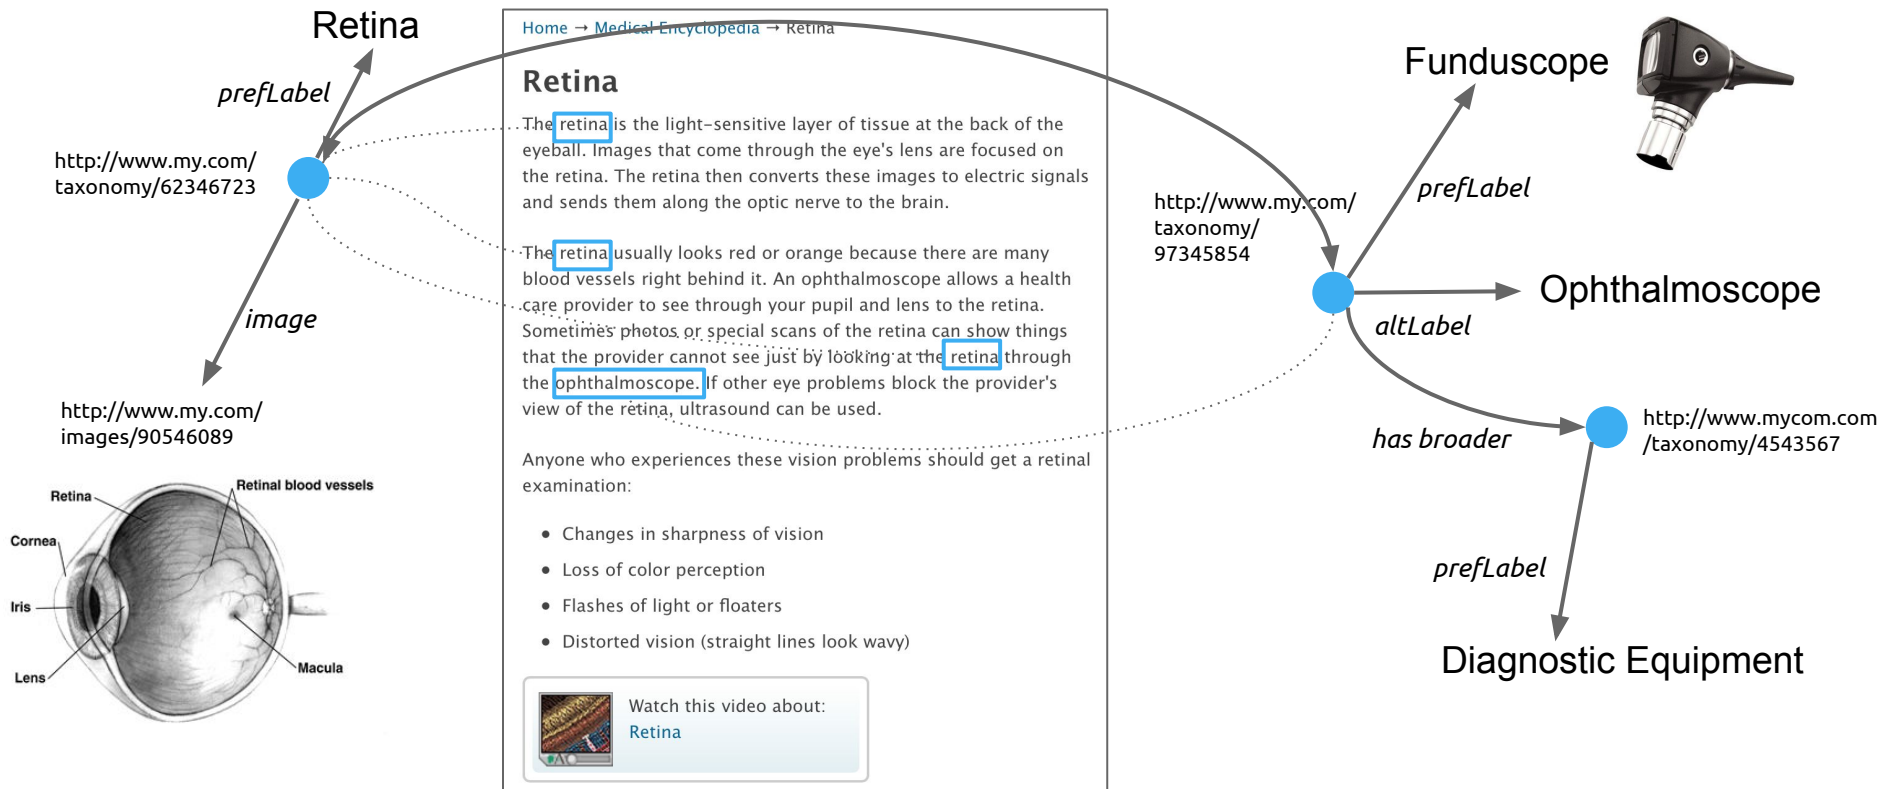 Retina
prefLabel
http://www.my.com/
taxonomy/62346723
image
http://www.my.com/
images/90546089
Retina
Retinal blood vessels
Cornea
Iris
Lens
Macula
Home → Medical Encyclopedia → Retina
Retina
The retina is the light-sensitive layer of tissue at the back of the
eyeball. Images that come through the eye's lens are focused on
the retina. The retina then converts these images to electric signals
and sends them along the optic nerve to the brain.
The retina usually looks red or orange because there are many
blood vessels right behind it. An ophthalmoscope allows a health
care provider to see through your pupil and lens to the retina.
Sometimes photos or special scans of the retina can show things
that the provider cannot see just by looking at the retina through
the ophthalmoscope. If other eye problems block the provider's
view of the retina, ultrasound can be used.
Anyone who experiences these vision problems should get a retinal
examination:
• Changes in sharpness of vision
• Loss of color perception
• Flashes of light or floaters
• Distorted vision (straight lines look wavy)
Watch this video about:
Retina
Funduscope
prefLabel
http://www.my.com/
taxonomy/
97345854
Ophthalmoscope
altLabel
has broader
http://www.mycom.com
/taxonomy/4543567
prefLabel
Diagnostic Equipment